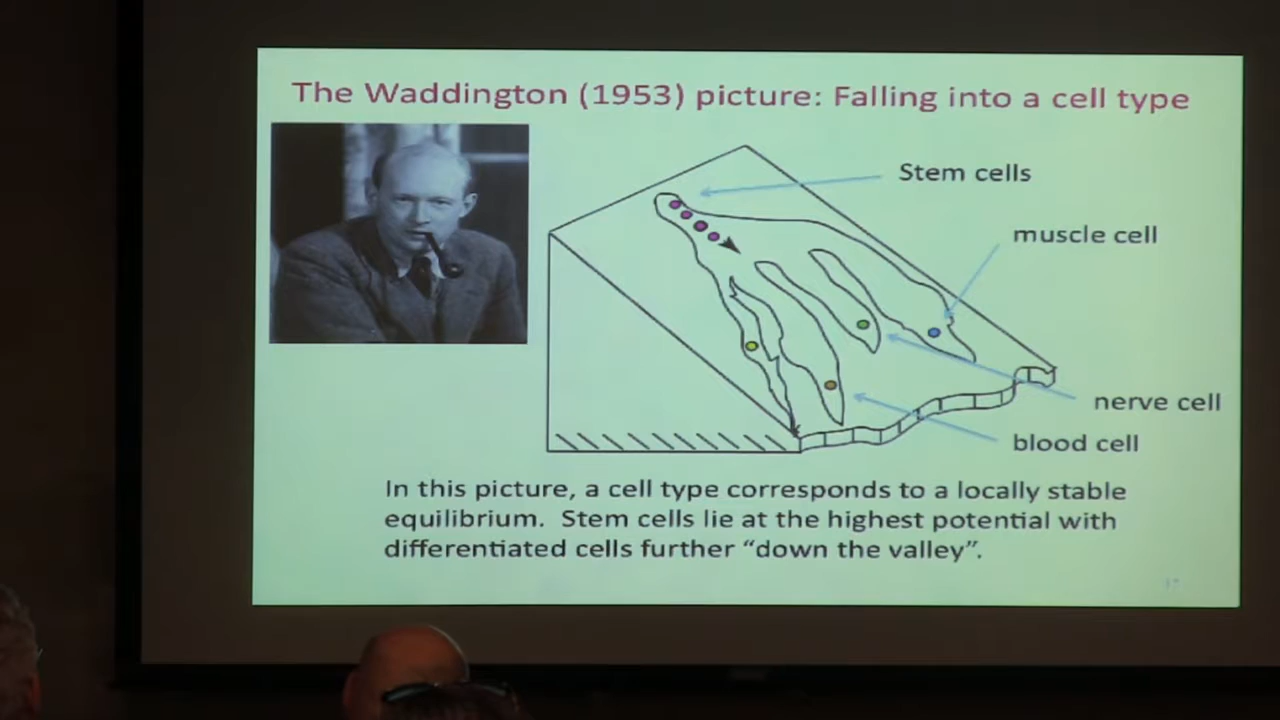 The Waddington (1953) picture: Falling into a cell type
Stem cells
muscle cell
nerve cell
blood cell
In this picture, a cell type corresponds to a locally stable
equilibrium. Stem cells lie at the highest potential with
differentiated cells further “down the valley”.